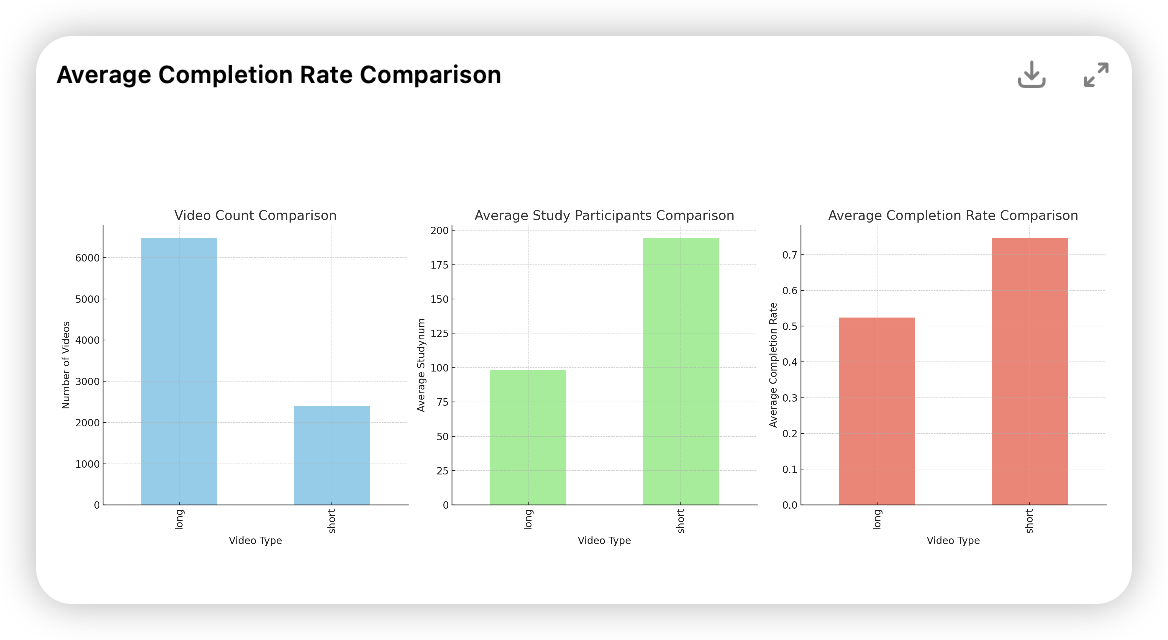 Average Completion Rate Comparison
Video Count Comparison
Number of Videos
6000
5000
4000
3000
2000
1000
0
long
short
Video Type
Average Study Participants Comparison
Average Studynum
200
175
150
125
100
75
50
25
0
long
short
Video Type
Average Completion Rate Comparison
Average Completion Rate
0.7
0.6
0.5
0.4
0.3
0.2
0.1
0.0
long
short
Video Type